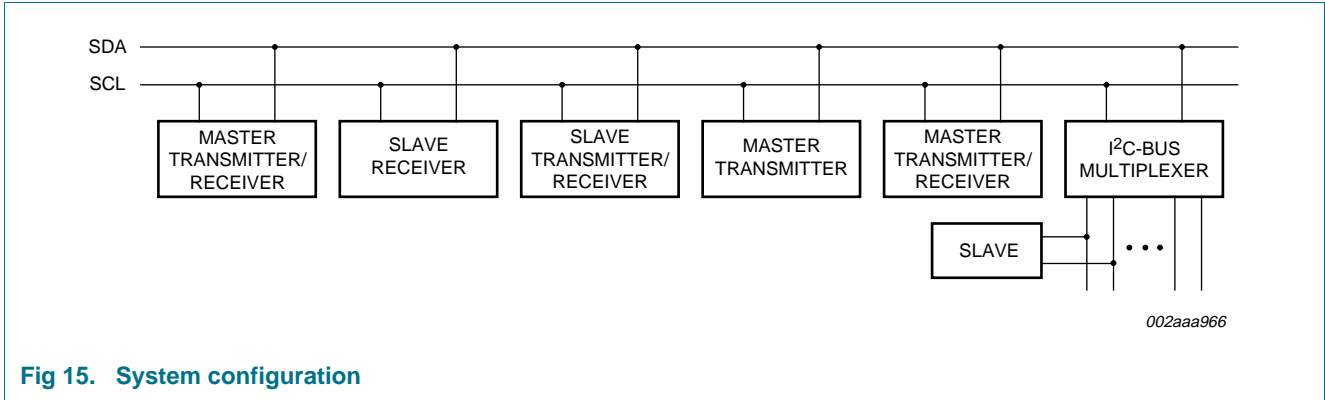 SDA
SCL
MASTER
TRANSMITTER/
RECEIVER
SLAVE
RECEIVER
SLAVE
TRANSMITTER/
RECEIVER
MASTER
TRANSMITTER
MASTER
TRANSMITTER/
RECEIVER
I²C-BUS
MULTIPLEXER
SLAVE
002aaa966
Fig 15. System configuration